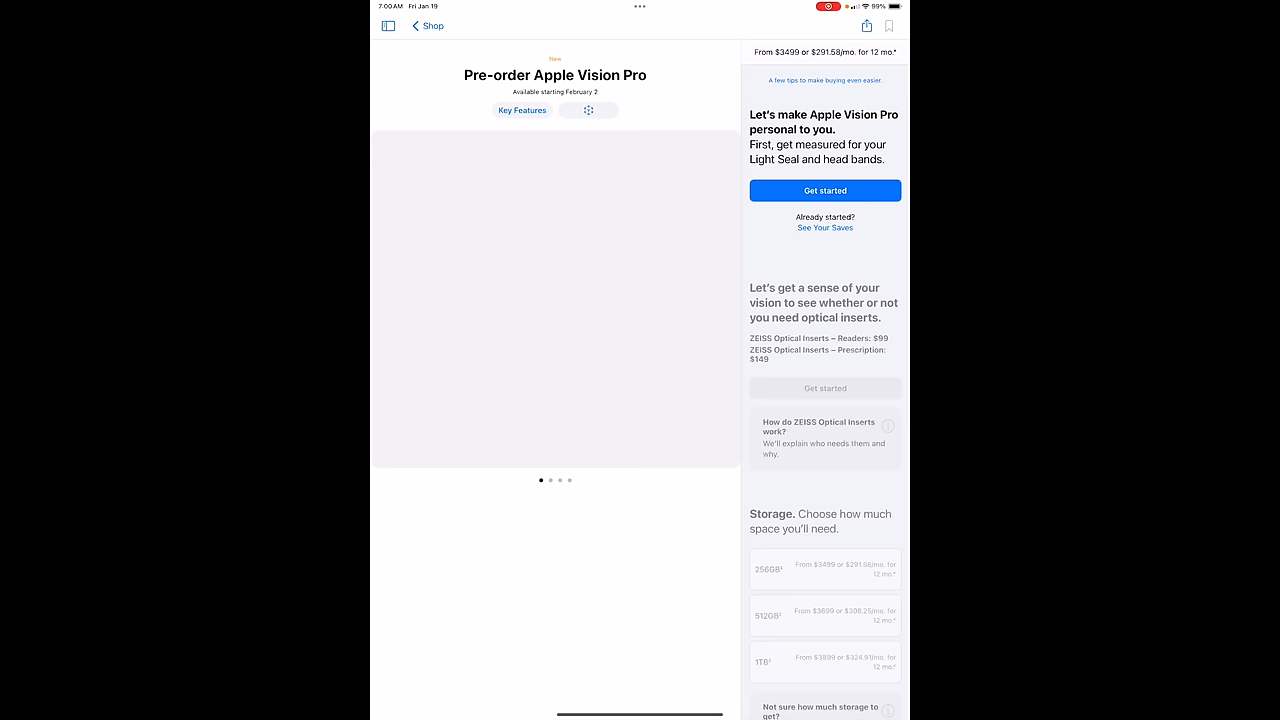 7:00 AM Fri Jan 19
99%
Shop
New
Pre-order Apple Vision Pro
Available starting February 2
Key Features
From $3499 or $291.58/mo. for 12 mo.*
A few tips to make buying even easier.
Let's make Apple Vision Pro
personal to you.
First, get measured for your
Light Seal and head bands.
Get started
Already started?
See Your Saves
Let's get a sense of your
vision to see whether or not
you need optical inserts.
ZEISS Optical Inserts – Readers: $99
ZEISS Optical Inserts – Prescription:
$149
Get started
How do ZEISS Optical Inserts
work?
We'll explain who needs them and
why.
Storage. Choose how much
space you'll need.
256GB‡ From $3499 or $291.58/mo. for
12 mo.*
512GB‡ From $3699 or $308.25/mo. for
12 mo.*
1TB‡ From $3899 or $324.91/mo. for
12 mo.*
Not sure how much storage to
get?